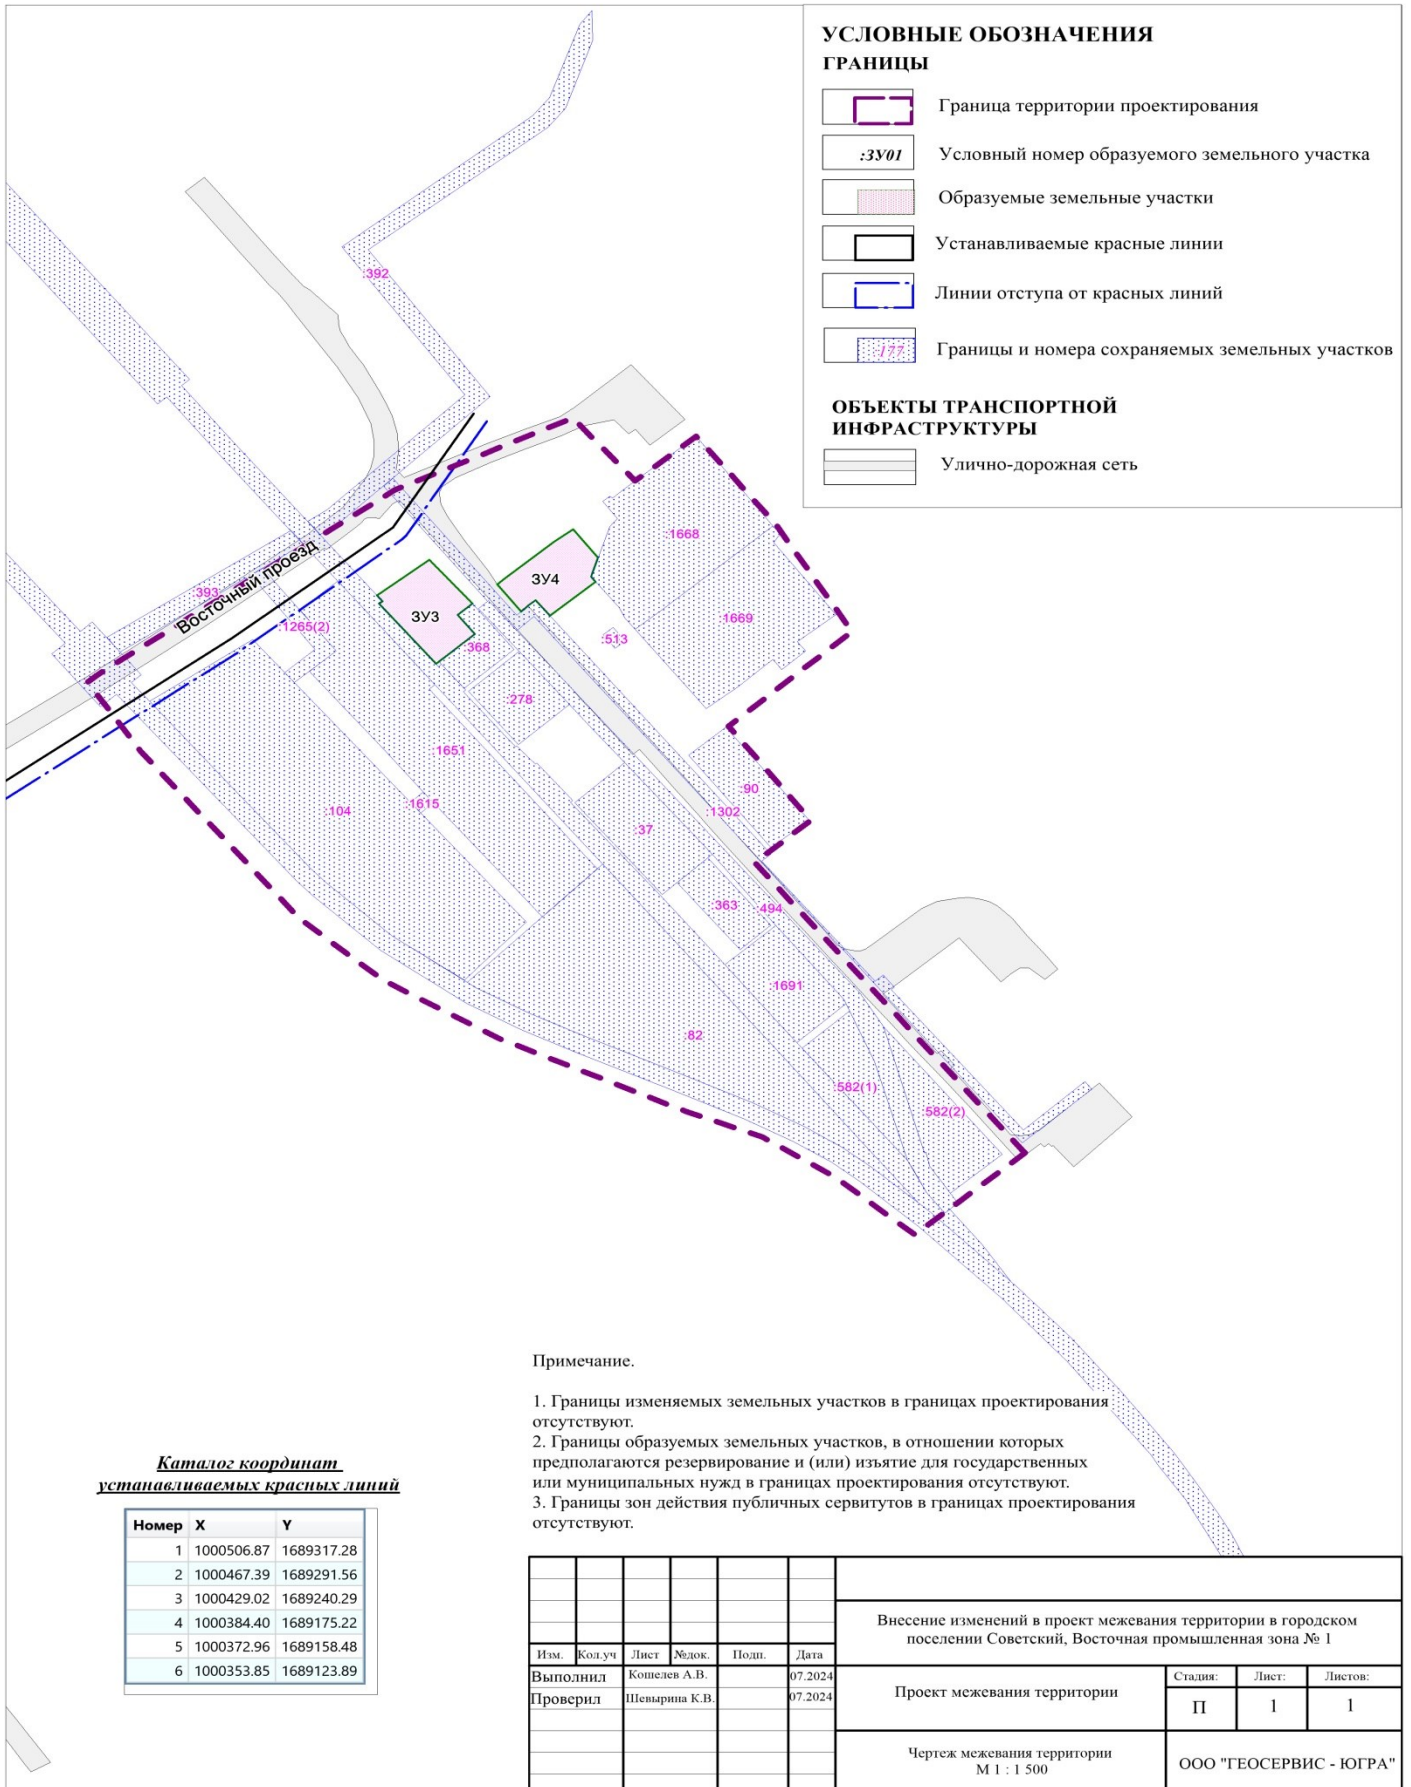 УСЛОВНЫЕ ОБОЗНАЧЕНИЯ
ГРАНИЦЫ
Граница территории проектирования
:ЗУ01 Условный номер образуемого земельного участка
Образуемые земельные участки
Устанавливаемые красные линии
Линии отступа от красных линий
:177 Границы и номера сохраняемых земельных участков
ОБЪЕКТЫ ТРАНСПОРТНОЙ
ИНФРАСТРУКТУРЫ
Улично-дорожная сеть
:392
:1668
Восточный проезд
ЗУ4
:393
ЗУ3
:1669
:1265(2)
:513
:368
:278
:1651
:90
:1615
:104
:1302
:37
:363
:494
:1691
:82
:582(1)
:582(2)
Примечание.
1. Границы изменяемых земельных участков в границах проектирования
отсутствуют.
2. Границы образуемых земельных участков, в отношении которых
предполагаются резервирование и (или) изъятие для государственных
или муниципальных нужд в границах проектирования отсутствуют.
3. Границы зон действия публичных сервитутов в границах проектирования
отсутствуют.
Каталог координат
устанавливаемых красных линий
Номер X Y
1 1000506.87 1689317.28
2 1000467.39 1689291.56
3 1000429.02 1689240.29
4 1000384.40 1689175.22
5 1000372.96 1689158.48
6 1000353.85 1689123.89
Внесение изменений в проект межевания территории в городском
поселении Советский, Восточная промышленная зона № 1
Изм. Кол.уч Лист №док. Подп. Дата
Выполнил Кошелев А.В. 07.2024
Проверил Шевырина К.В. 07.2024
Проект межевания территории
Стадия: Лист: Листов:
П 1 1
Чертеж межевания территории
М 1 : 1 500
ООО "ГЕОСЕРВИС - ЮГРА"